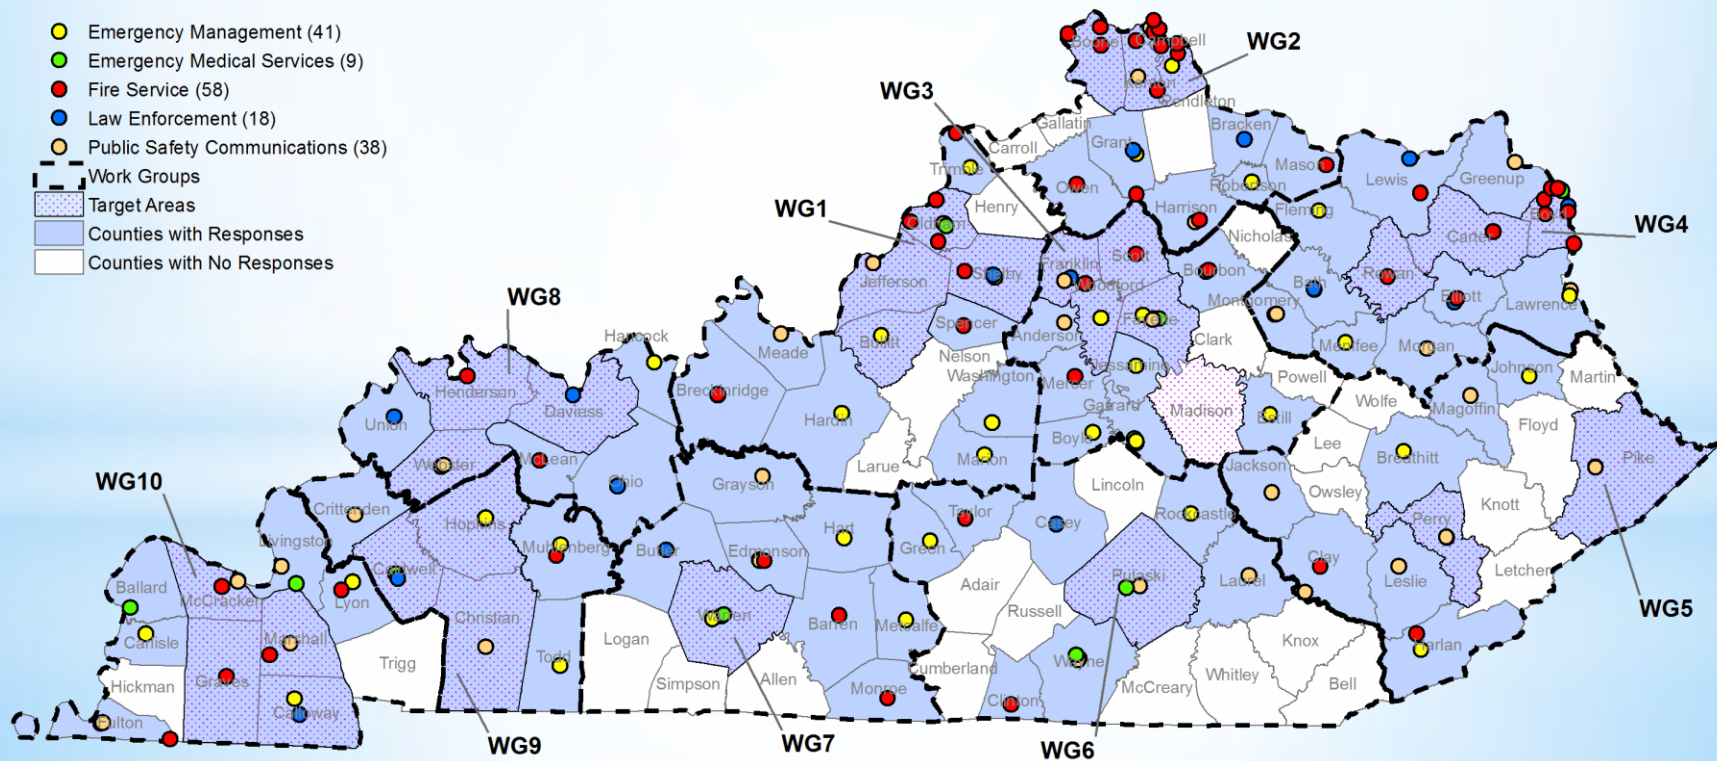 Emergency Management (41)
Emergency Medical Services (9)
Fire Service (58)
Law Enforcement (18)
Public Safety Communications (38)
Work Groups
Target Areas
Counties with Responses
Counties with No Responses
WG2
WG3
WG1
WG4
WG8
WG10
WG5
WG9
WG7
WG6
Boone
Campbell
Kenton
Pendleton
Gallatin
Carroll
Grant
Bracken
Trimble
Owen
Robertson
Mason
Lewis
Greenup
Henry
Harrison
Fleming
Boyd
Oldham
Nicholas
Carter
Jefferson
Shelby
Franklin
Scott
Woodford
Bourbon
Bath
Rowan
Elliott
Lawrence
Montgomery
Spencer
Anderson
Fayette
Clark
Menifee
Morgan
Bullitt
Hancock
Meade
Nelson
Washington
Jessamine
Mercer
Powell
Johnson
Martin
Henderson
Daviess
Breckinridge
Hardin
Garrard
Madison
Estill
Wolfe
Magoffin
Floyd
Union
Boyle
Lee
Breathitt
Pike
Webster
McLean
Ohio
Larue
Marion
Lincoln
Jackson
Owsley
Knott
Grayson
Crittenden
Hopkins
Hart
Taylor
Casey
Rockcastle
Perry
Livingston
Muhlenberg
Butler
Edmonson
Green
Clay
Leslie
Letcher
Ballard
McCracken
Caldwell
Lyon
Adair
Pulaski
Laurel
Carlisle
Marshall
Christian
Warren
Barren
Metcalfe
Russell
Knox
Harlan
Trigg
Todd
Logan
Hickman
Graves
Simpson
Allen
Monroe
Cumberland
Wayne
McCreary
Whitley
Bell
Fulton
Calloway
Clinton